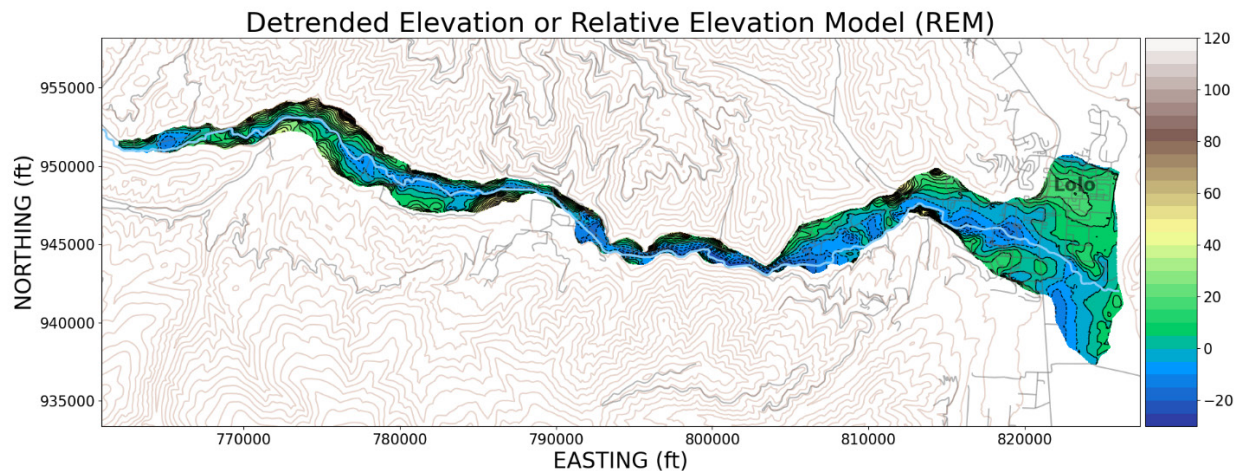 Detrended Elevation or Relative Elevation Model (REM)
120
100
80
60
40
20
0
−20
955000
950000
945000
940000
935000
NORTHING (ft)
Lolo
770000 780000 790000 800000 810000 820000
EASTING (ft)